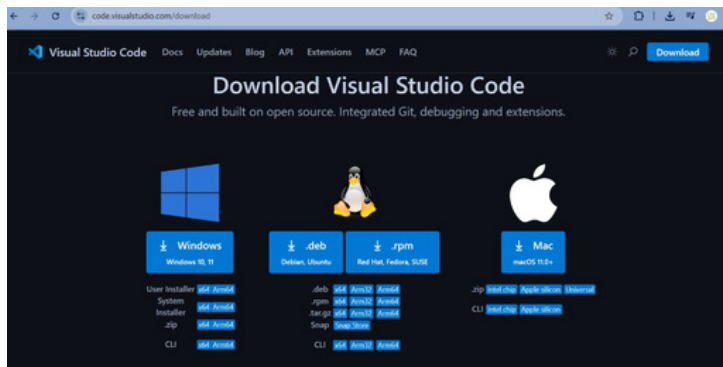 code.visualstudio.com/download
Visual Studio Code Docs Updates Blog API Extensions MCP FAQ Download
Download Visual Studio Code
Free and built on open source. Integrated Git, debugging and extensions.
Windows
Windows 10, 11
.deb
Debian, Ubuntu
.rpm
Red Hat, Fedora, SUSE
Mac
macOS 11.0+
User Installer x64 Arm64
System
Installer x64 Arm64
.zip x64 Arm64
CLI x64 Arm64
.deb x64 Arm32 Arm64
.rpm x64 Arm32 Arm64
.tar.gz x64 Arm32 Arm64
Snap Snap Store
CLI x64 Arm32 Arm64
.zip Intel chip Apple silicon Universal
CLI Intel chip Apple silicon